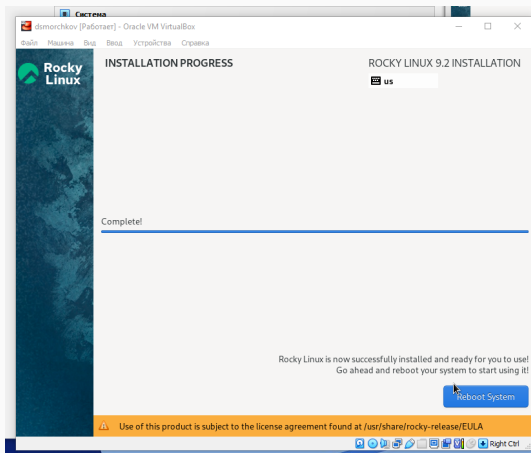 Система
dsmorchkov [Работает] - Oracle VM VirtualBox
Файл Машина Вид Ввод Устройства Справка
Rocky
Linux
INSTALLATION PROGRESS
ROCKY LINUX 9.2 INSTALLATION
us
Complete!
Rocky Linux is now successfully installed and ready for you to use!
Go ahead and reboot your system to start using it!
Reboot System
Use of this product is subject to the license agreement found at /usr/share/rocky-release/EULA
Right Ctrl